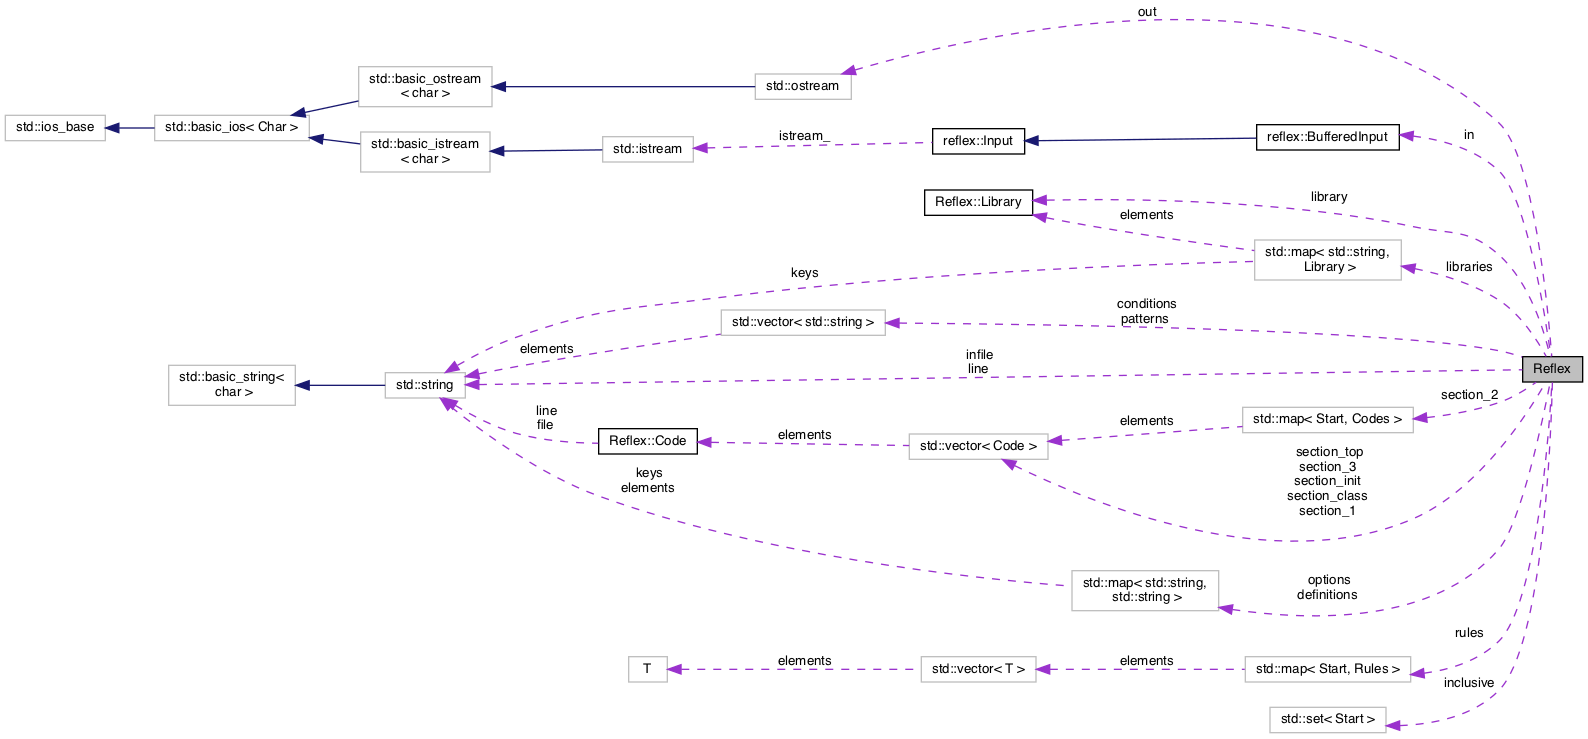 out
std::basic_ostream
< char >
std::ostream
std::ios_base
std::basic_ios< Char >
std::basic_istream
< char >
std::istream
istream_
reflex::Input
reflex::BufferedInput
in
Reflex::Library
library
elements
std::map< std::string,
Library >
libraries
keys
conditions
patterns
std::vector< std::string >
elements
infile
line
std::basic_string<
char >
std::string
Reflex
section_2
line
file
Reflex::Code
elements
std::vector< Code >
elements
std::map< Start, Codes >
section_top
section_3
section_init
section_class
section_1
keys
elements
std::map< std::string,
std::string >
options
definitions
rules
T
elements
std::vector< T >
elements
std::map< Start, Rules >
inclusive
std::set< Start >